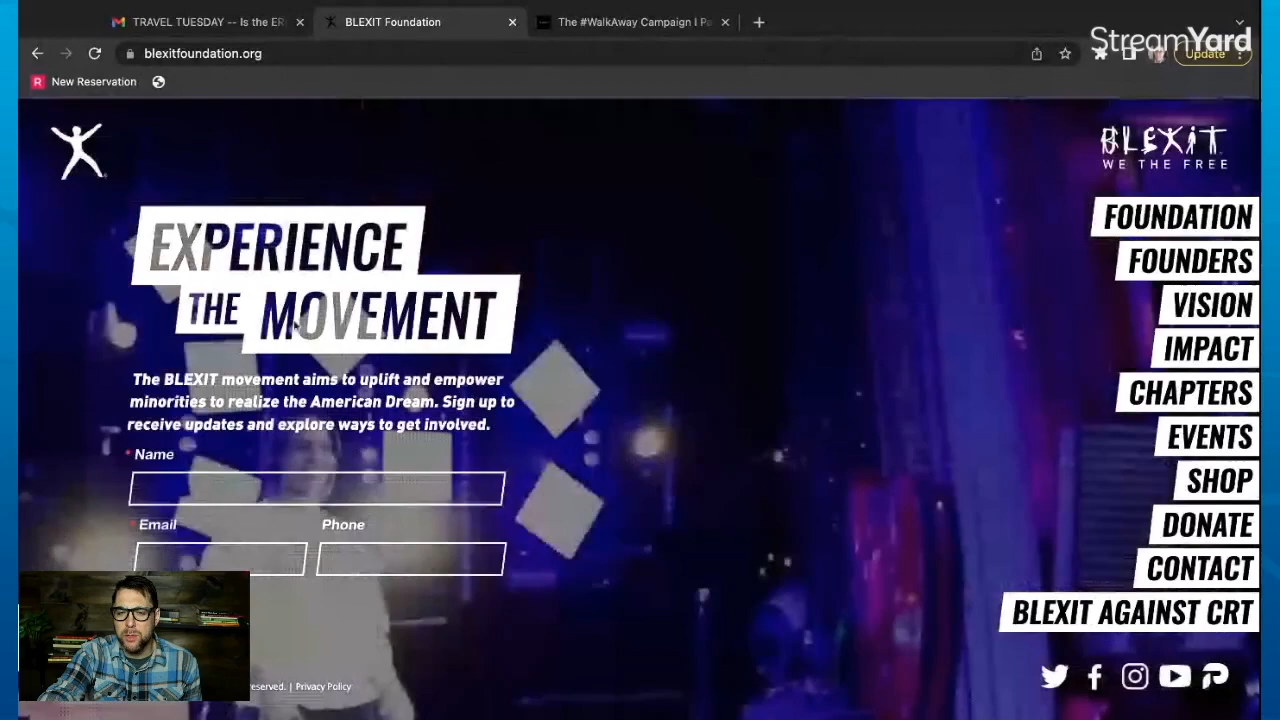 TRAVEL TUESDAY -- Is the ER
BLEXIT Foundation
The #WalkAway Campaign | Pa
StreamYard
blexitfoundation.org
Update
New Reservation
BLEXIT
WE THE FREE
EXPERIENCE
THE MOVEMENT
The BLEXIT movement aims to uplift and empower
minorities to realize the American Dream. Sign up to
receive updates and explore ways to get involved.
* Name
* Email
Phone
eserved. | Privacy Policy
FOUNDATION
FOUNDERS
VISION
IMPACT
CHAPTERS
EVENTS
SHOP
DONATE
CONTACT
BLEXIT AGAINST CRT